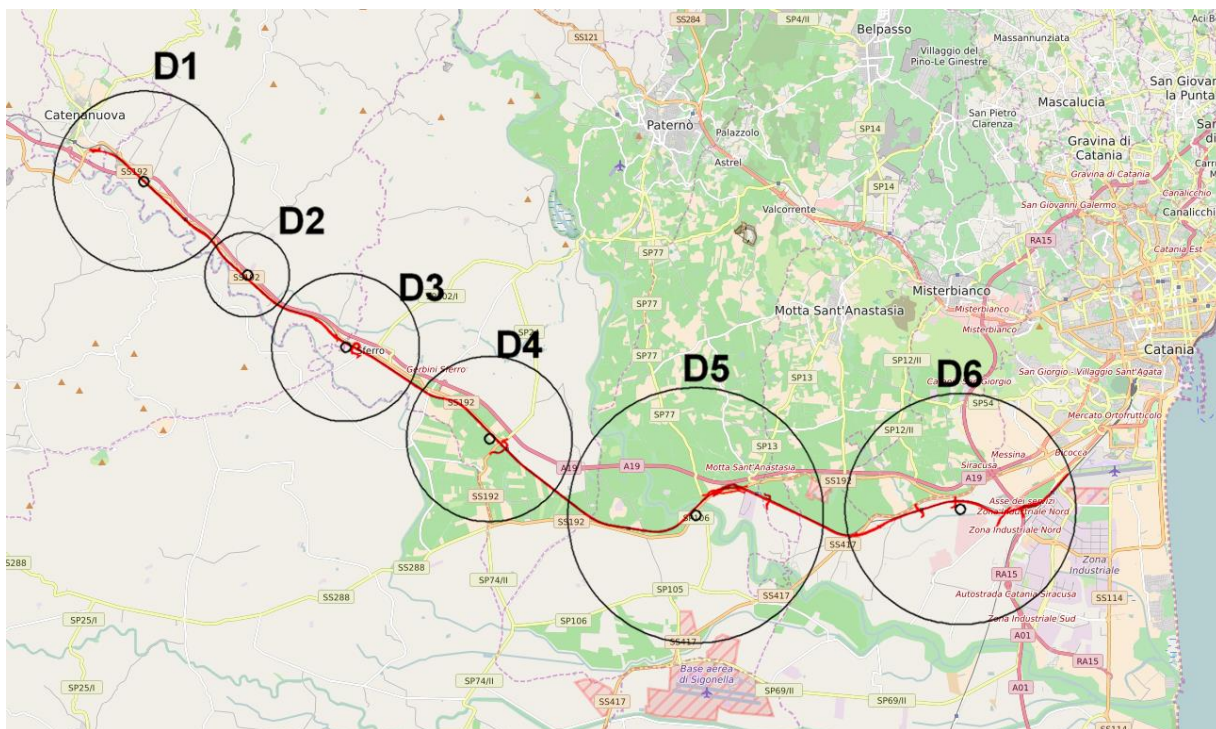 SS121
SS284
SP4/II
Belpasso
Massannunziata
Aci
Villaggio del
Pino-Le Ginestre
D1
San Giovanni
la Punta
Mascalucia
Catenanuova
San Pietro
Clarenza
Paternò
Palazzolo
SP14
Gravina di
Catania
Astrel
Gravina di Catania
SS192
SP14
Canalicchio
Valcorrente
San Giovanni Galermo
Canalicchio
D2
RA15
SP77
Catania Est
SS192
Misterbianco
D3
SP77
Motta Sant'Anastasia
Misterbianco
Misterbianco
Sferro
D4
SP77
SP12/II
Catania
Gerbini Sferro
San Giorgio - Villaggio Sant'Agata
D5
SP13
D6
SS192
SP54
Mercato Ortofrutticolo
SP77
SP12/II
SP13
Messina
Bicocca
A19
A19
Motta Sant'Anastasia
Siracusa
A19
SS192
SS192
Asse dei servizi
Zona Industriale Nord
SS192
SP106
Zona Industriale Nord
SS417
SS288
Zona
Industriale
SS288
SP74/II
RA15
SS288
SP105
SS417
Autostrada Catania Siracusa
SS114
SP25/I
SP106
Zona Industriale Sud
SS417
A01
Base aerea
di Sigonella
RA15
SP25/I
SP74/II
SP69/II
A01
SS417
SS114